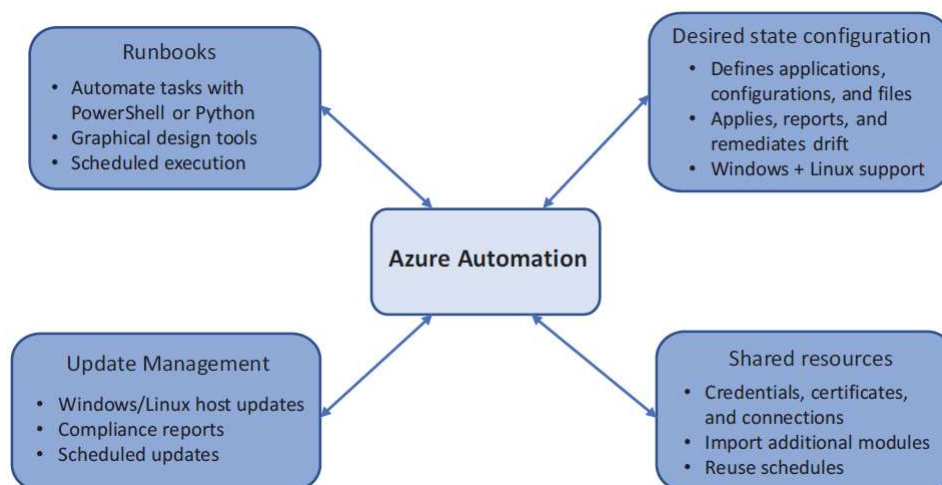 Runbooks
• Automate tasks with
PowerShell or Python
• Graphical design tools
• Scheduled execution
Desired state configuration
• Defines applications,
configurations, and files
• Applies, reports, and
remediates drift
• Windows + Linux support
Azure Automation
Update Management
• Windows/Linux host updates
• Compliance reports
• Scheduled updates
Shared resources
• Credentials, certificates,
and connections
• Import additional modules
• Reuse schedules